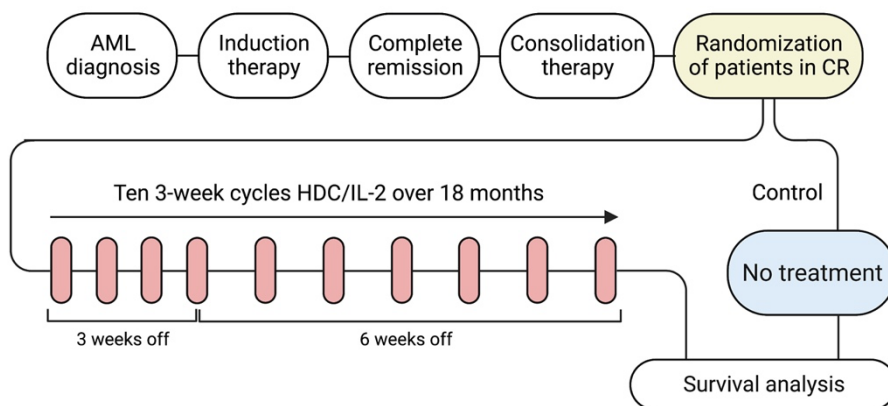 AML
diagnosis
Induction
therapy
Complete
remission
Consolidation
therapy
Randomization
of patients in CR
Ten 3-week cycles HDC/IL-2 over 18 months
Control
No treatment
3 weeks off
6 weeks off
Survival analysis